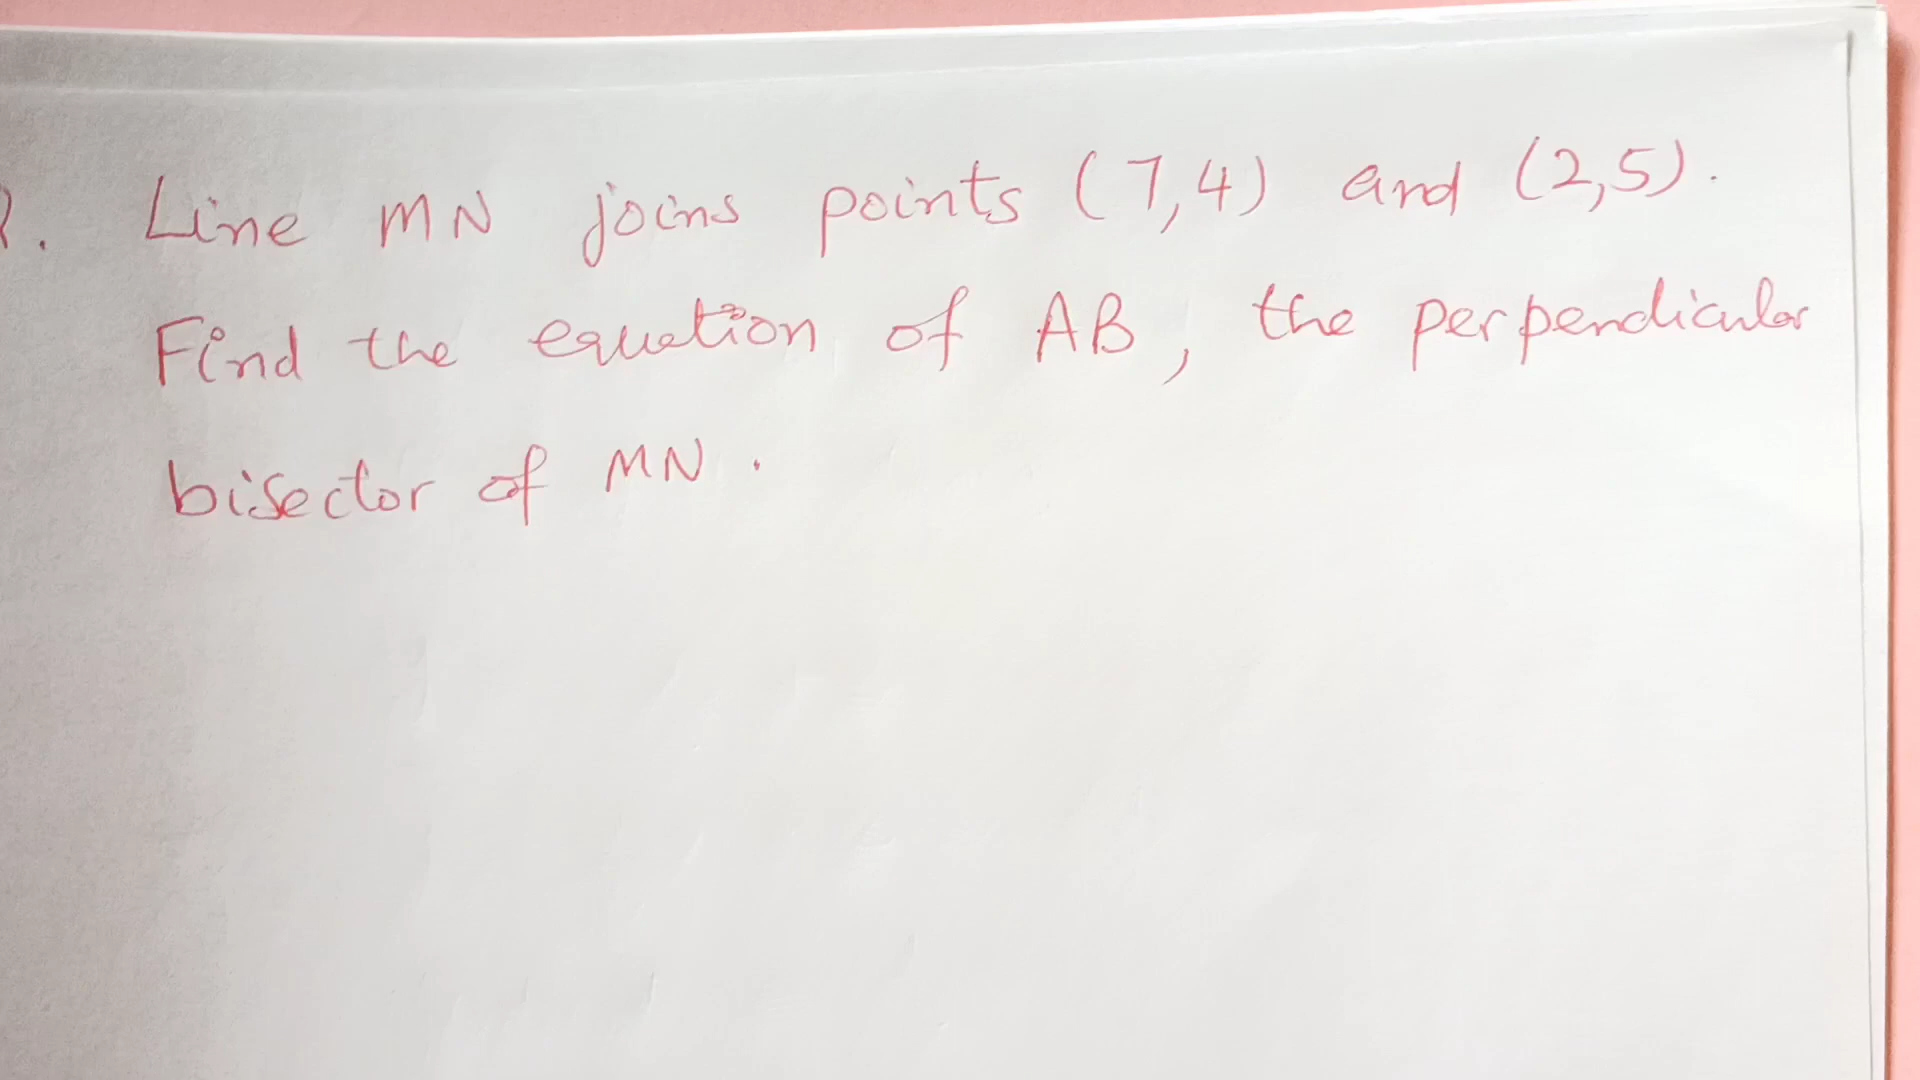 2. Line MN joins points (7,4) and (2,5).
Find the equation of AB, the perpendicular
bisector of MN.